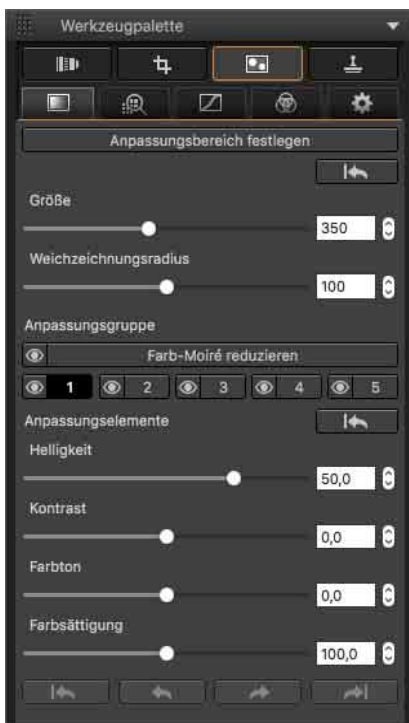 Werkzeugpalette
Anpassungsbereich festlegen
Größe
350
Weichzeichnungsradius
100
Anpassungsgruppe
Farb-Moiré reduzieren
1 2 3 4 5
Anpassungselemente
Helligkeit
50,0
Kontrast
0,0
Farbton
0,0
Farbsättigung
100,0